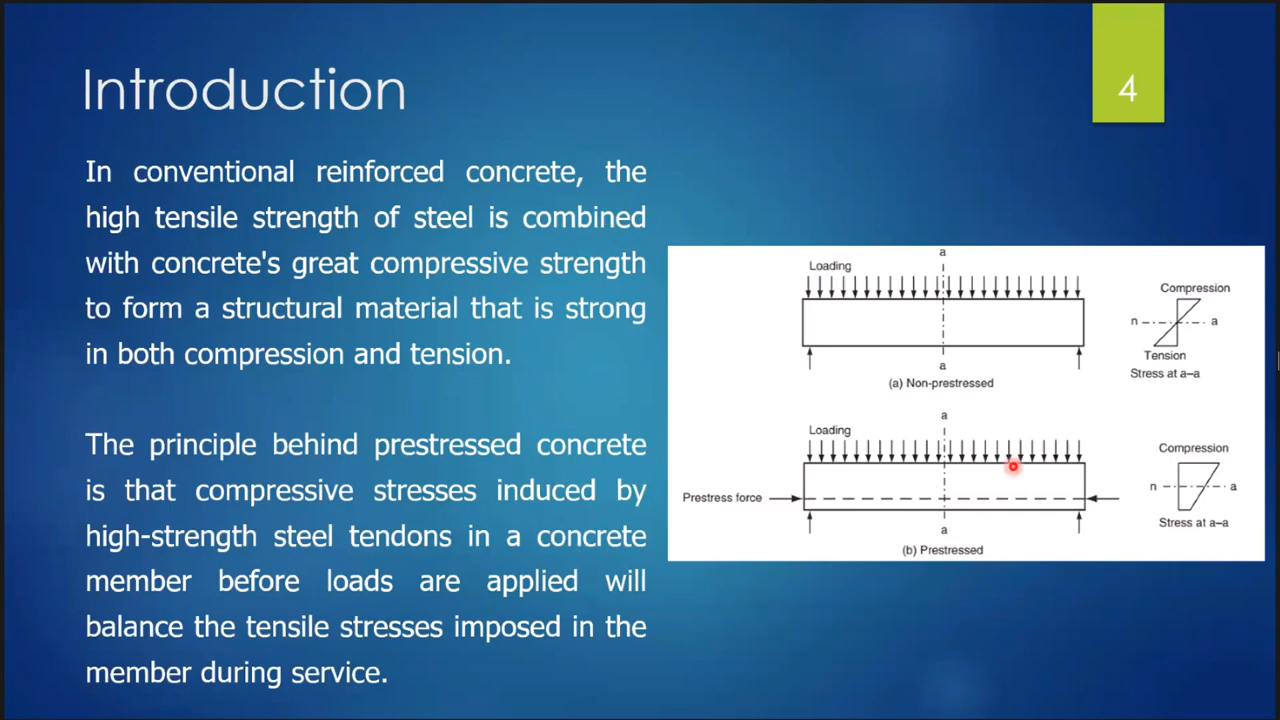 Introduction
4
In conventional reinforced concrete, the
high tensile strength of steel is combined
with concrete's great compressive strength
to form a structural material that is strong
in both compression and tension.
The principle behind prestressed concrete
is that compressive stresses induced by
high-strength steel tendons in a concrete
member before loads are applied will
balance the tensile stresses imposed in the
member during service.
a
Loading
Compression
n
a
Tension
a
Stress at a–a
(a) Non-prestressed
a
Loading
Compression
n
a
Prestress force
Stress at a–a
a
(b) Prestressed